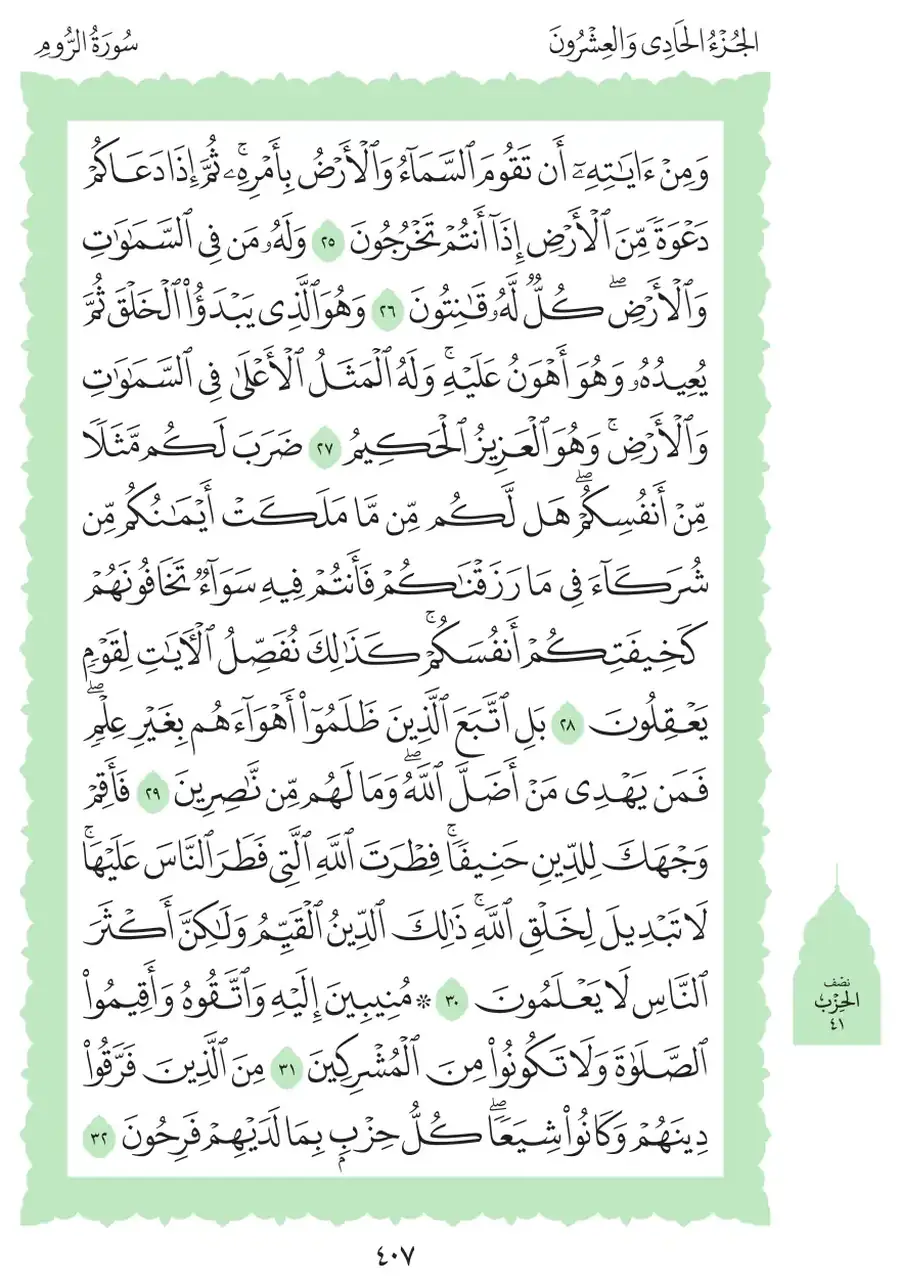 الجُزْءُ الحَادِى وَالعِشْرُونَ
سُورَةُ الرُّومِ
وَمِنْ ءَايَٰتِهِۦٓ أَن تَقُومَ ٱلسَّمَآءُ وَٱلْأَرْضُ بِأَمْرِهِۦۚ ثُمَّ إِذَا دَعَاكُمْ
دَعْوَةً مِّنَ ٱلْأَرْضِ إِذَآ أَنتُمْ تَخْرُجُونَ ٢٥ وَلَهُۥ مَن فِى ٱلسَّمَٰوَٰتِ
وَٱلْأَرْضِۖ كُلٌّ لَّهُۥ قَٰنِتُونَ ٢٦ وَهُوَ ٱلَّذِى يَبْدَؤُا۟ ٱلْخَلْقَ ثُمَّ
يُعِيدُهُۥ وَهُوَ أَهْوَنُ عَلَيْهِۚ وَلَهُ ٱلْمَثَلُ ٱلْأَعْلَىٰ فِى ٱلسَّمَٰوَٰتِ
وَٱلْأَرْضِۚ وَهُوَ ٱلْعَزِيزُ ٱلْحَكِيمُ ٢٧ ضَرَبَ لَكُم مَّثَلًا
مِّنْ أَنفُسِكُمْۖ هَل لَّكُم مِّن مَّا مَلَكَتْ أَيْمَٰنُكُم مِّن
شُرَكَآءَ فِى مَا رَزَقْنَٰكُمْ فَأَنتُمْ فِيهِ سَوَآءٌ تَخَافُونَهُمْ
كَخِيفَتِكُمْ أَنفُسَكُمْۚ كَذَٰلِكَ نُفَصِّلُ ٱلْءَايَٰتِ لِقَوْمٍ
يَعْقِلُونَ ٢٨ بَلِ ٱتَّبَعَ ٱلَّذِينَ ظَلَمُوٓا۟ أَهْوَآءَهُم بِغَيْرِ عِلْمٍۖ
فَمَن يَهْدِى مَنْ أَضَلَّ ٱللَّهُۖ وَمَا لَهُم مِّن نَّٰصِرِينَ ٢٩ فَأَقِمْ
وَجْهَكَ لِلدِّينِ حَنِيفًاۚ فِطْرَتَ ٱللَّهِ ٱلَّتِى فَطَرَ ٱلنَّاسَ عَلَيْهَاۚ
لَا تَبْدِيلَ لِخَلْقِ ٱللَّهِۚ ذَٰلِكَ ٱلدِّينُ ٱلْقَيِّمُ وَلَٰكِنَّ أَكْثَرَ
ٱلنَّاسِ لَا يَعْلَمُونَ ٣٠ * مُنِيبِينَ إِلَيْهِ وَٱتَّقُوهُ وَأَقِيمُوا۟
ٱلصَّلَوٰةَ وَلَا تَكُونُوا۟ مِنَ ٱلْمُشْرِكِينَ ٣١ مِنَ ٱلَّذِينَ فَرَّقُوا۟
دِينَهُمْ وَكَانُوا۟ شِيَعًاۖ كُلُّ حِزْبٍۭ بِمَا لَدَيْهِمْ فَرِحُونَ ٣٢
نصْف
الحِزْب
٤١
٤٠٧